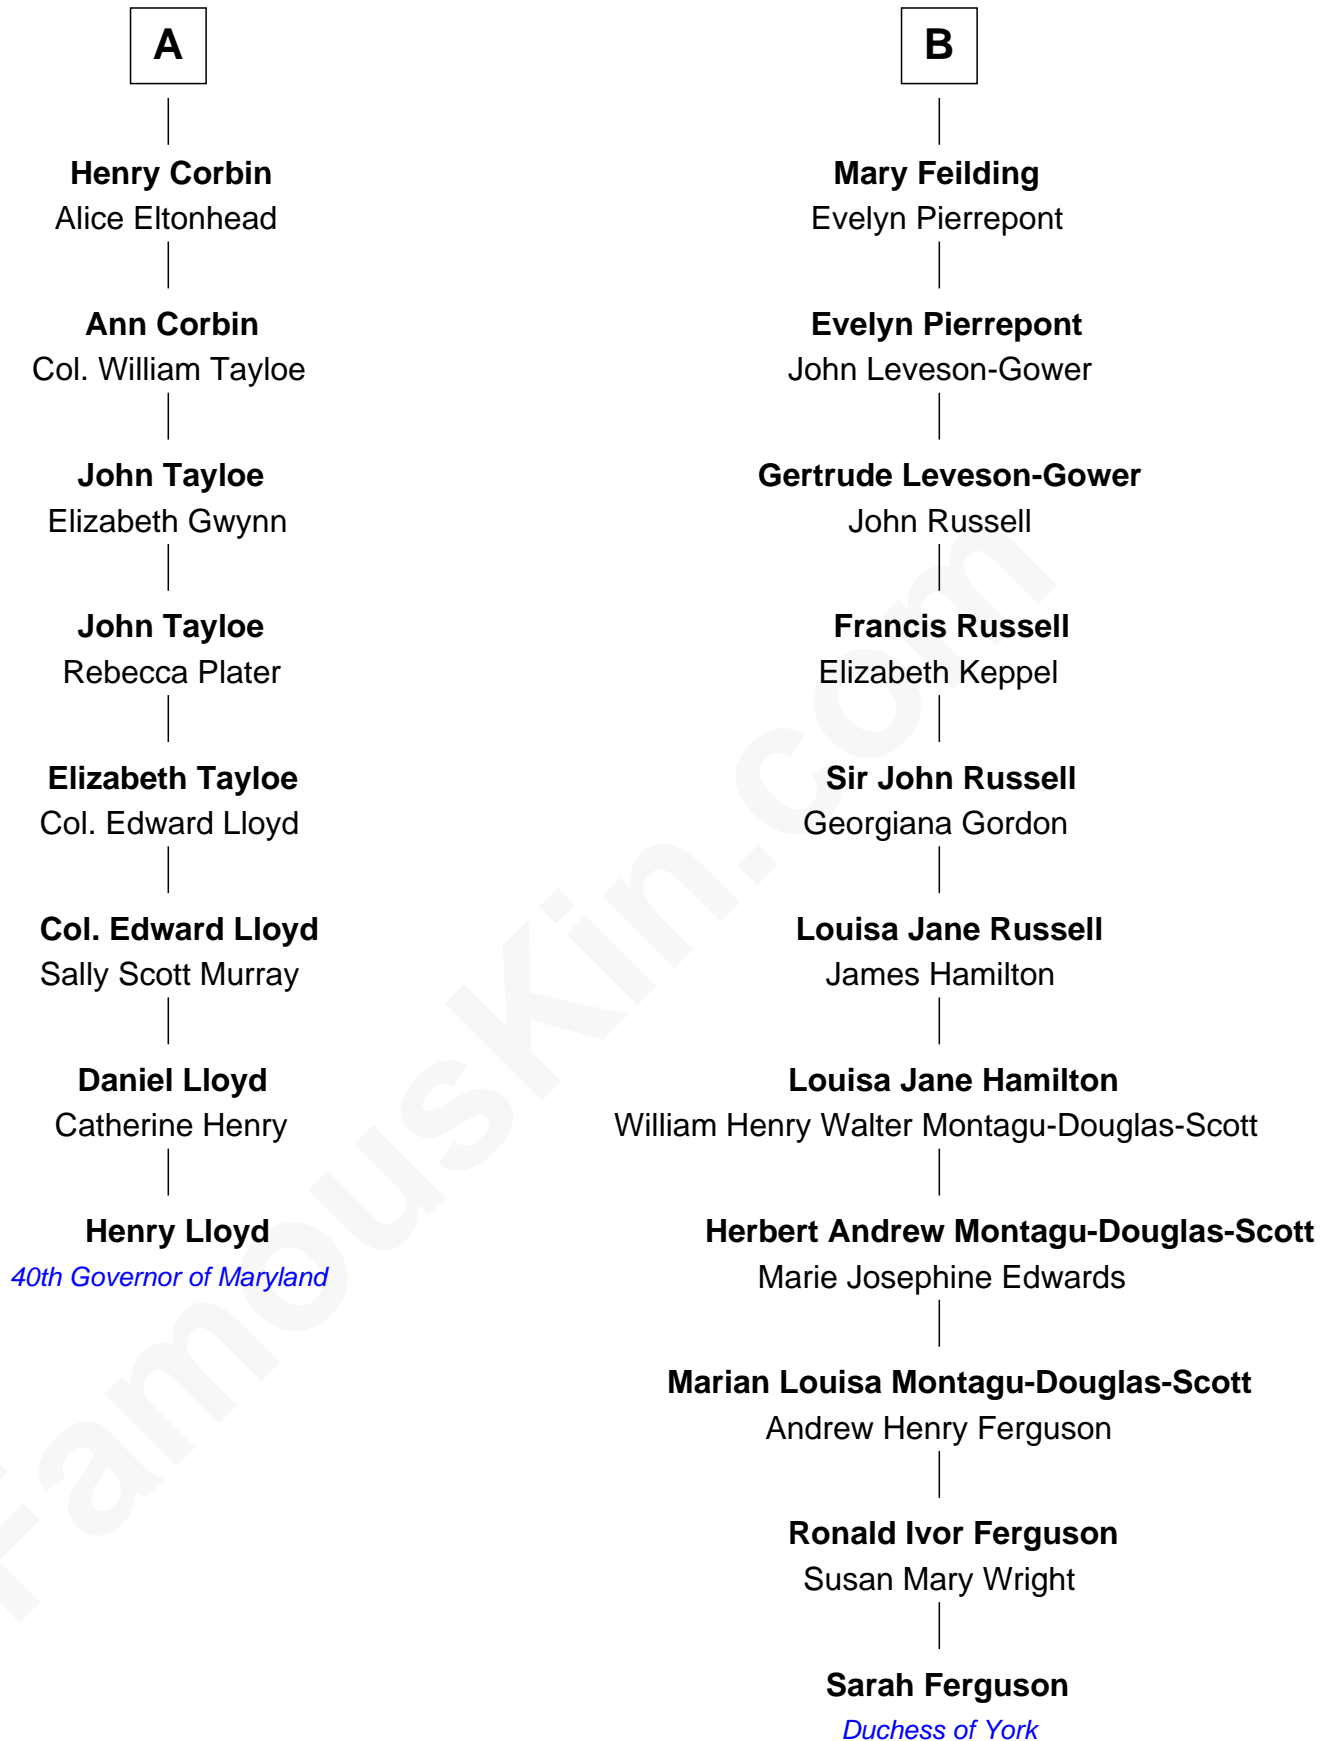 A
Henry Corbin
Alice Eltonhead
Ann Corbin
Col. William Tayloe
John Tayloe
Elizabeth Gwynn
John Tayloe
Rebecca Plater
Elizabeth Tayloe
Col. Edward Lloyd
Col. Edward Lloyd
Sally Scott Murray
Daniel Lloyd
Catherine Henry
Henry Lloyd
40th Governor of Maryland
B
Mary Feilding
Evelyn Pierrepont
Evelyn Pierrepont
John Leveson-Gower
Gertrude Leveson-Gower
John Russell
Francis Russell
Elizabeth Keppel
Sir John Russell
Georgiana Gordon
Louisa Jane Russell
James Hamilton
Louisa Jane Hamilton
William Henry Walter Montagu-Douglas-Scott
Herbert Andrew Montagu-Douglas-Scott
Marie Josephine Edwards
Marian Louisa Montagu-Douglas-Scott
Andrew Henry Ferguson
Ronald Ivor Ferguson
Susan Mary Wright
Sarah Ferguson
Duchess of York
FamousKin.com